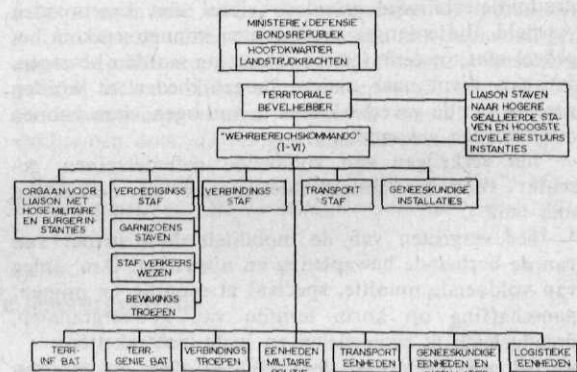 MINISTERIE v DEFENSIE
BONDSREPUBLIEK
HOOFDKWARTIER
LANDSTRIJDKRACHTEN
TERRITORIALE
BEVELHEBBER
LIAISON STAVEN
NAAR HOGERE
GEALLIEERDE STA-
VEN EN HOOGSTE
CIVIELE BESTUURS
INSTANTIES
"WEHRBEREICHSKOMMANDO"
(I-VI)
ORGAAN VOOR
LIAISON MET
HOGE MILITAIRE
EN BURGER IN-
STANTIES
VERDEDIGINGS
STAF
VERBINDINGS
STAF
TRANSPORT
STAF
GENEESKUNDIGE
INSTALLATIES
GARNIZOENS
STAVEN
STAF VERKEERS
WEZEN
BEWAKINGS
TROEPEN
TERR-
INF BAT
TERR-
GENIE BAT
VERBINDINGS
TROEPEN
EENHEDEN
MILITAIRE
TRANSPORT
EENHEDEN
GENEESKUNDIGE
EENHEDEN EN
LOGISTIEKE
EENHEDEN